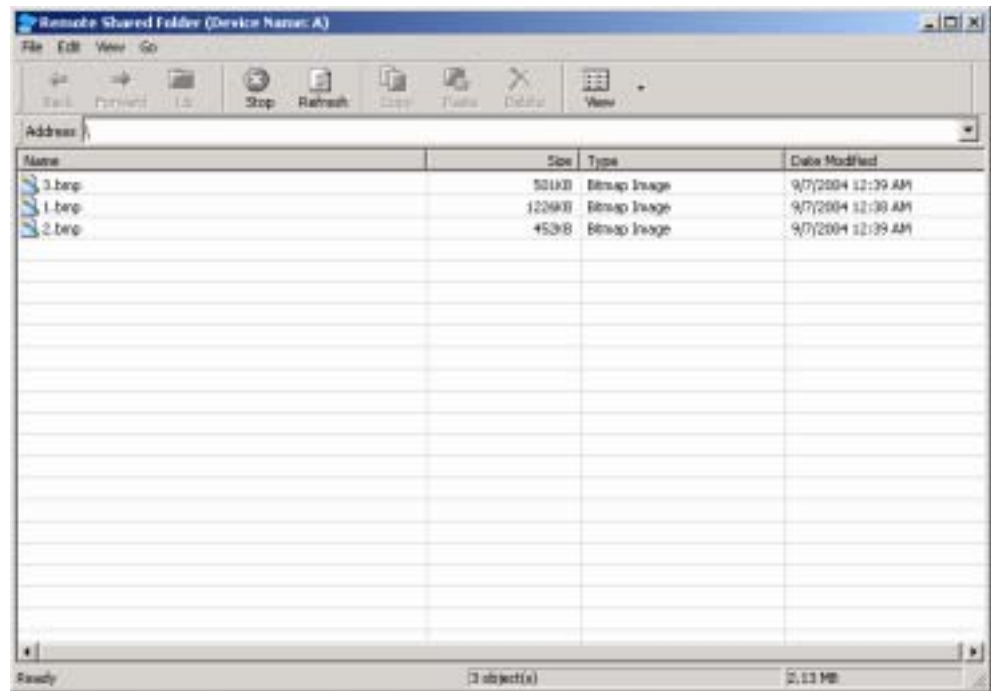 Remote Shared Folder (Device Name: A)
File Edit View Go
Back Forward Up Stop Refresh Copy Paste Delete View
Address \
Name Size Type Date Modified
3.bmp 501KB Bitmap Image 9/7/2004 12:39 AM
1.bmp 1226KB Bitmap Image 9/7/2004 12:38 AM
2.bmp 452KB Bitmap Image 9/7/2004 12:39 AM
Ready 3 object(s) 2.13 MB